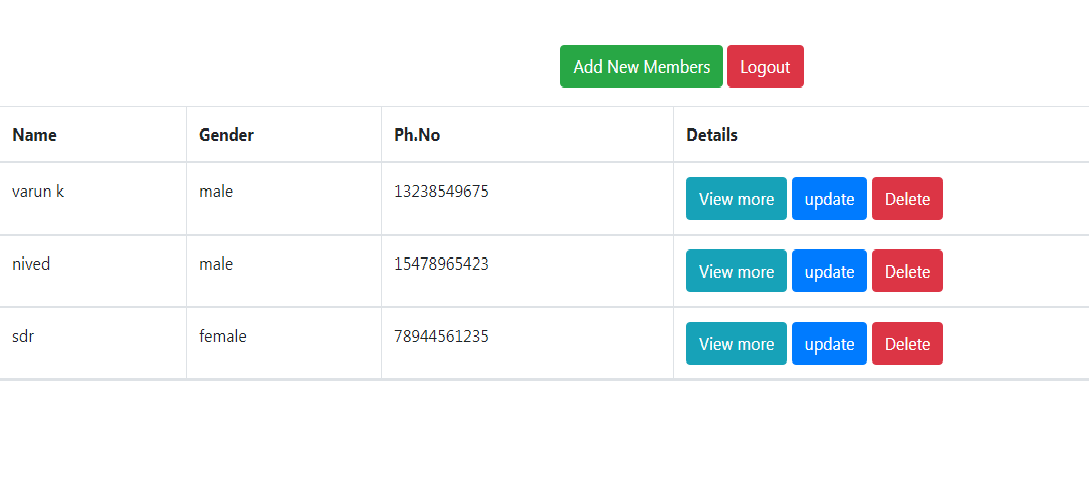 Add New Members Logout
Name Gender Ph.No Details
varun k male 13238549675 View more update Delete
nived male 15478965423 View more update Delete
sdr female 78944561235 View more update Delete